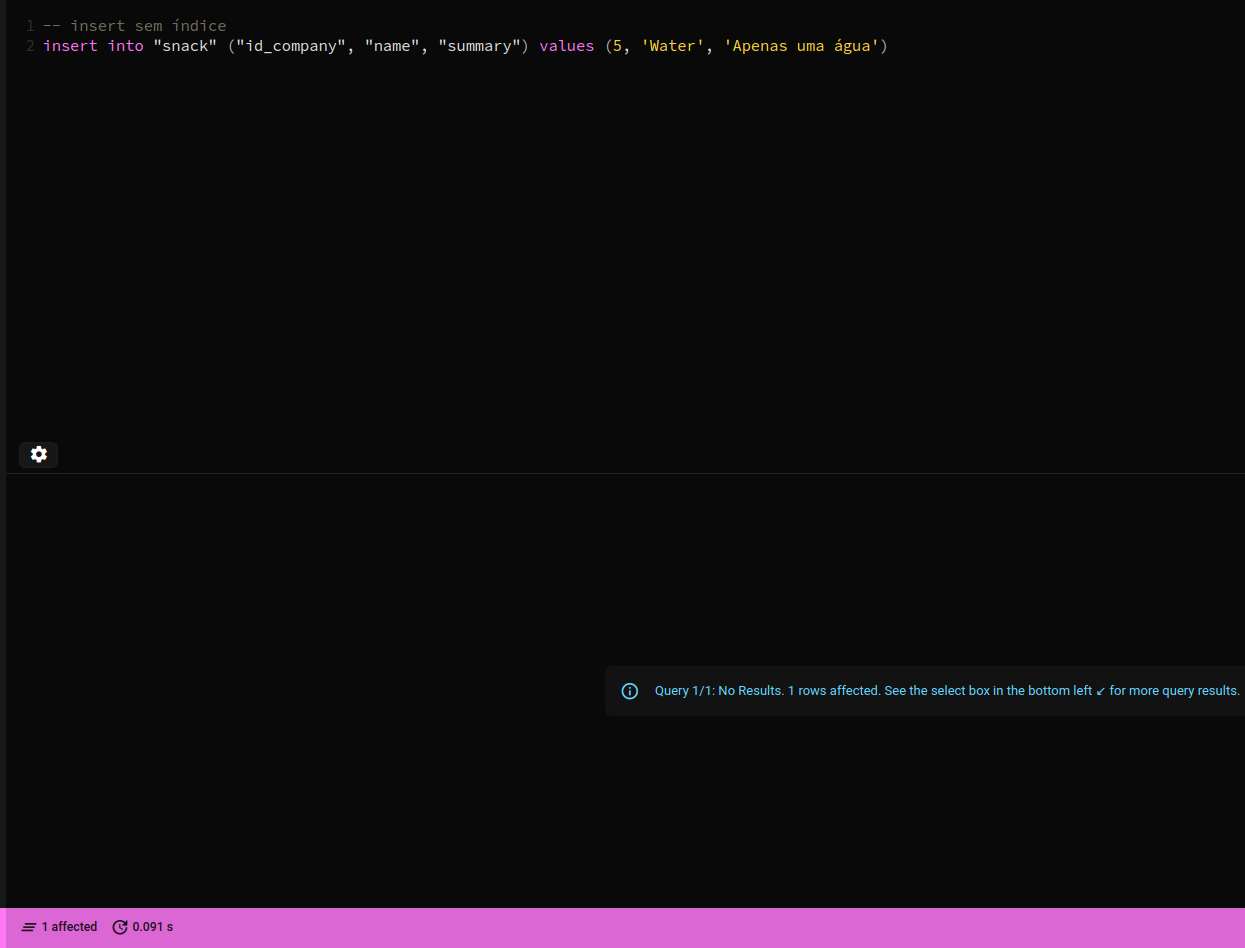 1 -- insert sem índice
2 insert into "snack" ("id_company", "name", "summary") values (5, 'Water', 'Apenas uma água')
Query 1/1: No Results. 1 rows affected. See the select box in the bottom left ↙ for more query results.
1 affected 0.091 s